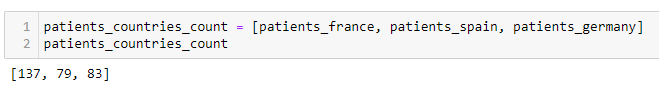 1 patients_countries_count = [patients_france, patients_spain, patients_germany]
2 patients_countries_count
[137, 79, 83]